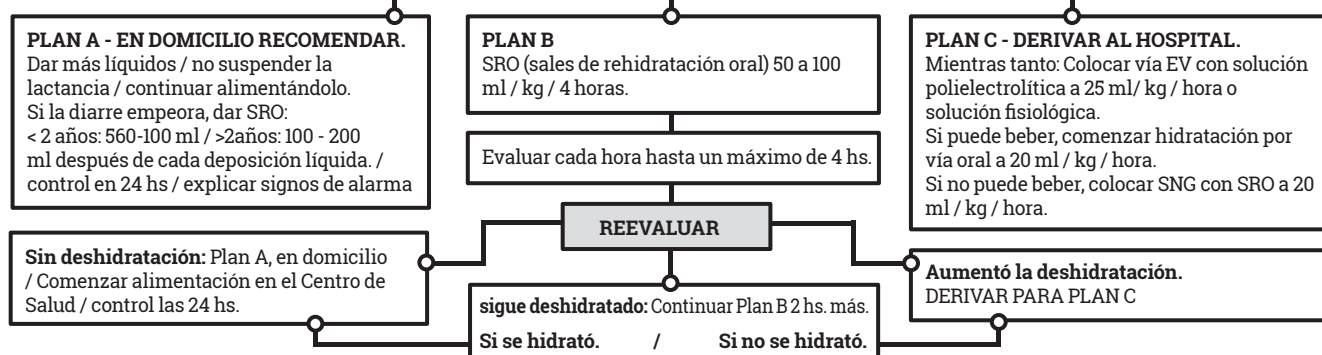 PLAN A - EN DOMICILIO RECOMENDAR.
Dar más líquidos / no suspender la
lactancia / continuar alimentándolo.
Si la diarre empeora, dar SRO:
< 2 años: 560-100 ml / >2años: 100 - 200
ml después de cada deposición líquida. /
control en 24 hs / explicar signos de alarma
PLAN B
SRO (sales de rehidratación oral) 50 a 100
ml / kg / 4 horas.
Evaluar cada hora hasta un máximo de 4 hs.
PLAN C - DERIVAR AL HOSPITAL.
Mientras tanto: Colocar vía EV con solución
polielectrolítica a 25 ml/ kg / hora o
solución fisiológica.
Si puede beber, comenzar hidratación por
vía oral a 20 ml / kg / hora.
Si no puede beber, colocar SNG con SRO a 20
ml / kg / hora.
REEVALUAR
Sin deshidratación: Plan A, en domicilio
/ Comenzar alimentación en el Centro de
Salud / control las 24 hs.
sigue deshidratado: Continuar Plan B 2 hs. más.
Si se hidrató. / Si no se hidrató.
Aumentó la deshidratación.
DERIVAR PARA PLAN C